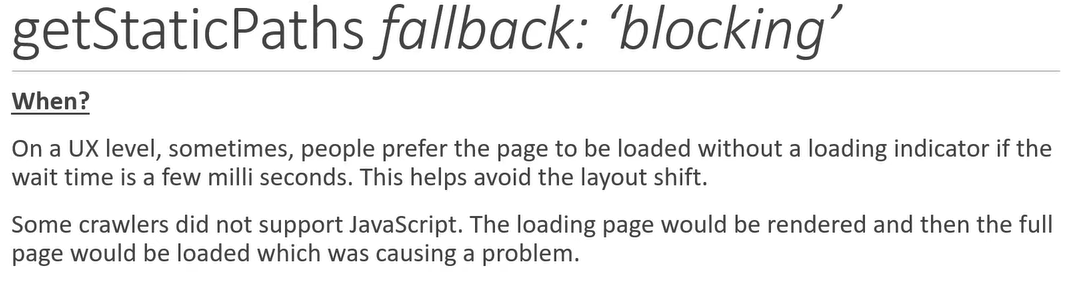 getStaticPaths fallback: ‘blocking’
When?
On a UX level, sometimes, people prefer the page to be loaded without a loading indicator if the
wait time is a few milli seconds. This helps avoid the layout shift.
Some crawlers did not support JavaScript. The loading page would be rendered and then the full
page would be loaded which was causing a problem.